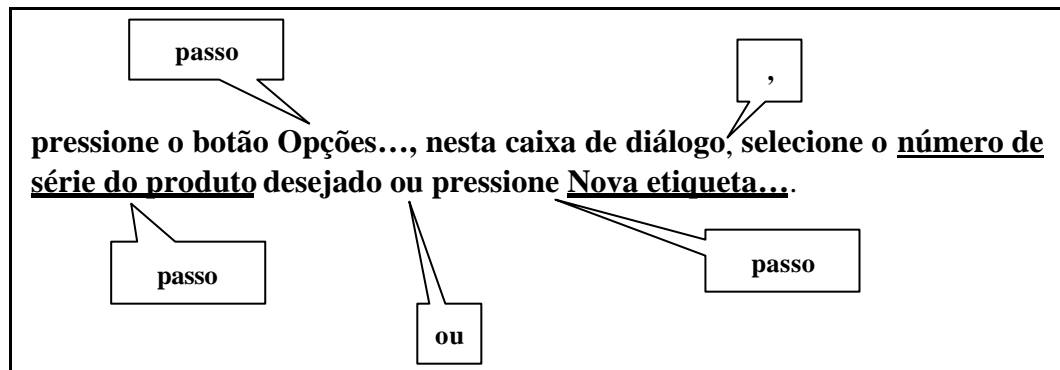 passo
,
pressione o botão Opções…, nesta caixa de diálogo, selecione o número de
série do produto desejado ou pressione Nova etiqueta….
passo
passo
ou